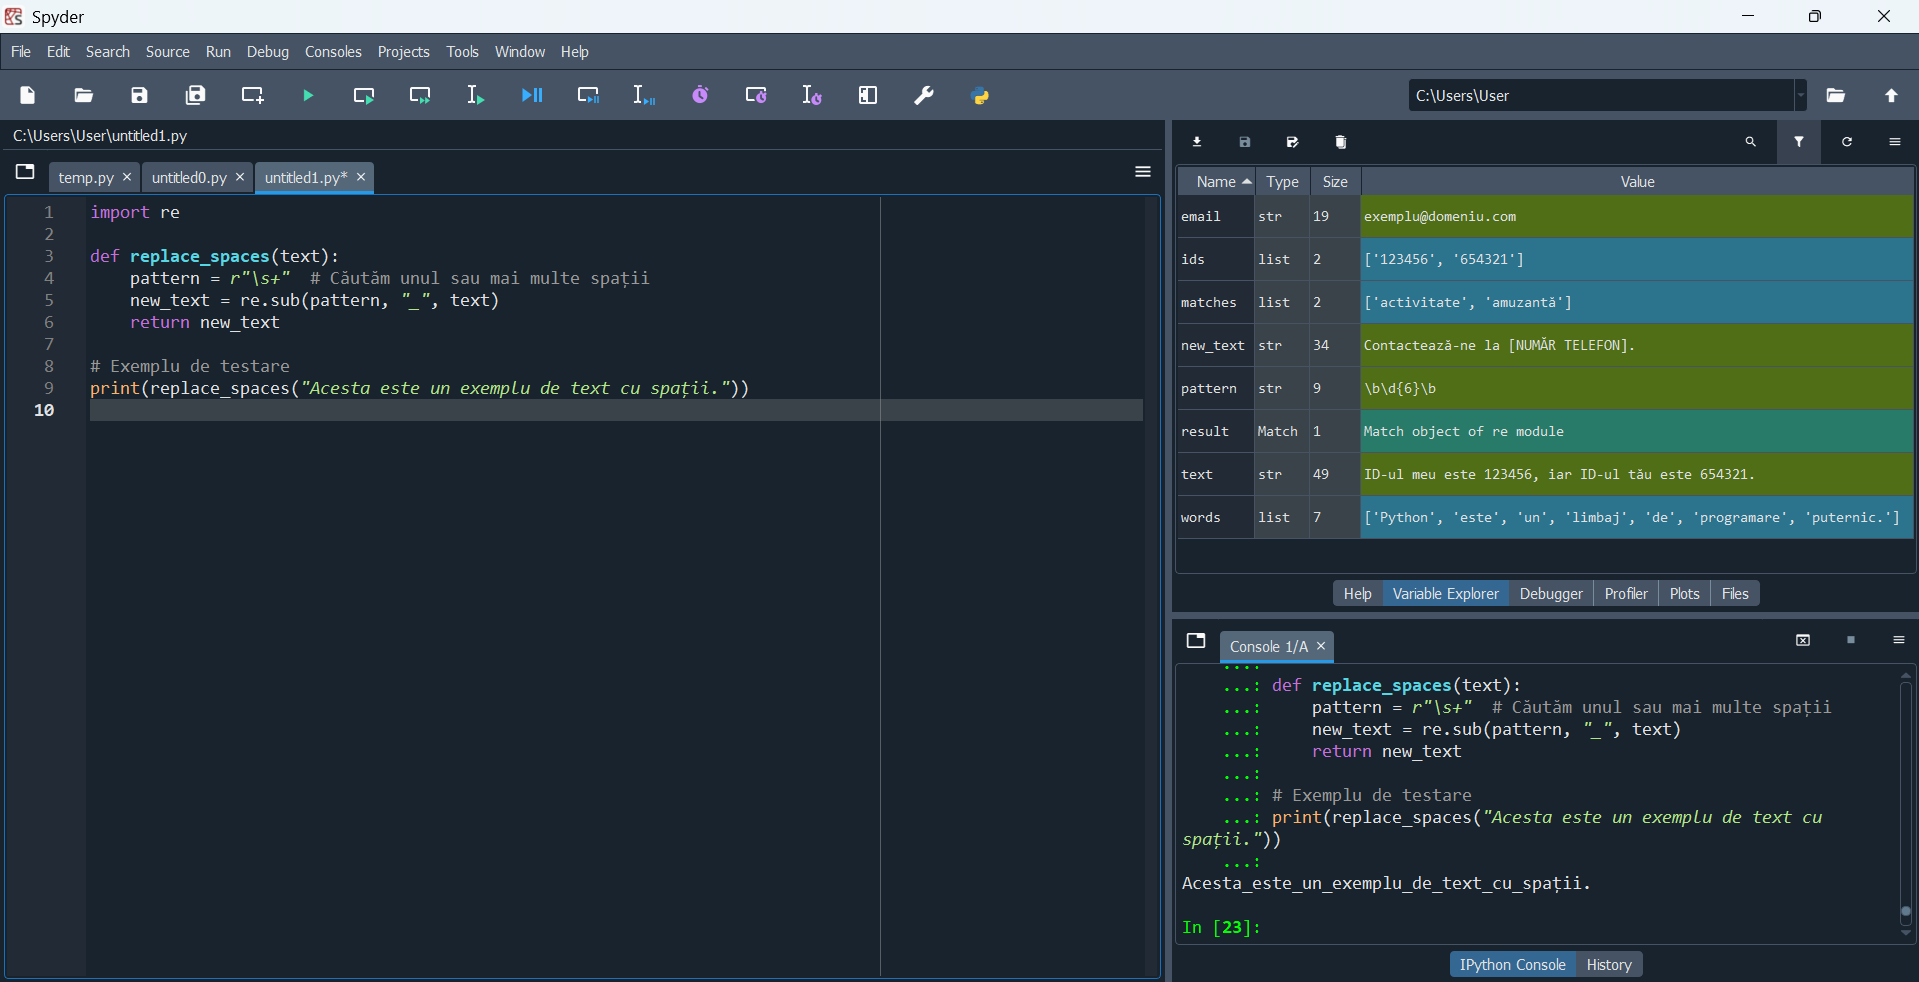 Spyder
File Edit Search Source Run Debug Consoles Projects Tools Window Help
C:\Users\User
C:\Users\User\untitled1.py
temp.py untitled0.py untitled1.py*
1 import re
2
3 def replace_spaces(text):
4     pattern = r"\s+"  # Căutăm unul sau mai multe spații
5     new_text = re.sub(pattern, "_", text)
6     return new_text
7
8 # Exemplu de testare
9 print(replace_spaces("Acesta este un exemplu de text cu spații."))
10
Name Type Size Value
email str 19 exemplu@domeniu.com
ids list 2 ['123456', '654321']
matches list 2 ['activitate', 'amuzantă']
new_text str 34 Contactează-ne la [NUMĂR TELEFON].
pattern str 9 \b\d{6}\b
result Match 1 Match object of re module
text str 49 ID-ul meu este 123456, iar ID-ul tău este 654321.
words list 7 ['Python', 'este', 'un', 'limbaj', 'de', 'programare', 'puternic.']
Help Variable Explorer Debugger Profiler Plots Files
Console 1/A
...:
...: def replace_spaces(text):
...:     pattern = r"\s+"  # Căutăm unul sau mai multe spații
...:     new_text = re.sub(pattern, "_", text)
...:     return new_text
...:
...: # Exemplu de testare
...: print(replace_spaces("Acesta este un exemplu de text cu
spații."))
...:
Acesta_este_un_exemplu_de_text_cu_spații.
In [23]:
IPython Console History